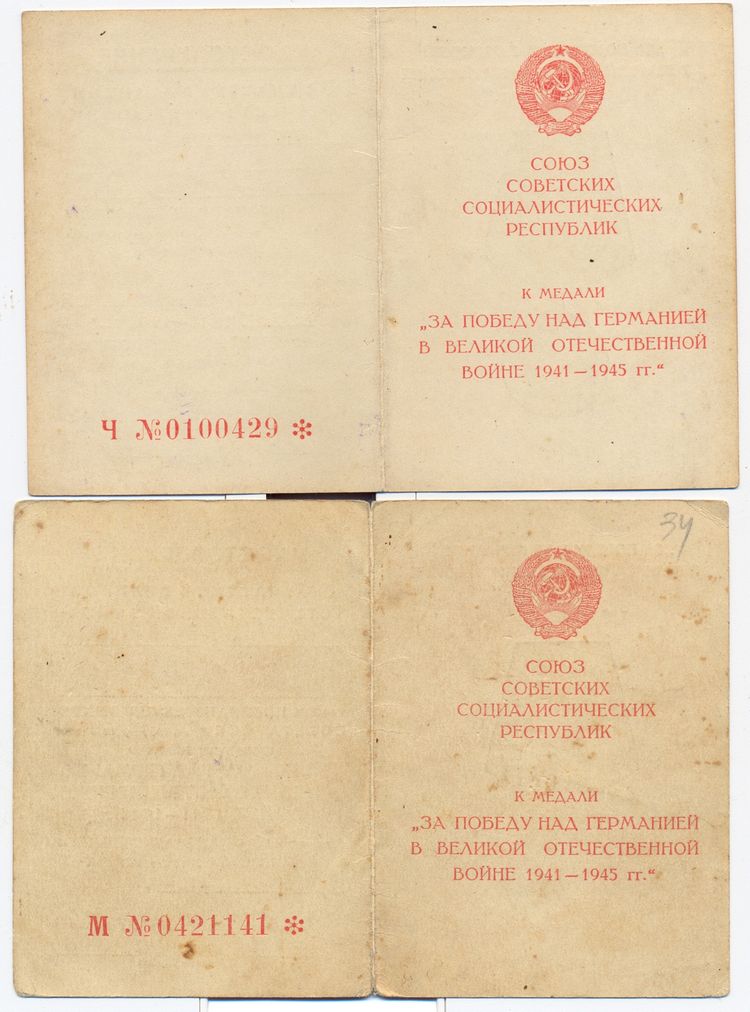 СОЮЗ
СОВЕТСКИХ
СОЦИАЛИСТИЧЕСКИХ
РЕСПУБЛИК
К МЕДАЛИ
„ЗА ПОБЕДУ НАД ГЕРМАНИЕЙ
В ВЕЛИКОЙ ОТЕЧЕСТВЕННОЙ
ВОЙНЕ 1941—1945 гг.“
Ч №0100429 *
34
СОЮЗ
СОВЕТСКИХ
СОЦИАЛИСТИЧЕСКИХ
РЕСПУБЛИК
К МЕДАЛИ
„ЗА ПОБЕДУ НАД ГЕРМАНИЕЙ
В ВЕЛИКОЙ ОТЕЧЕСТВЕННОЙ
ВОЙНЕ 1941—1945 гг.“
М №0421141 *